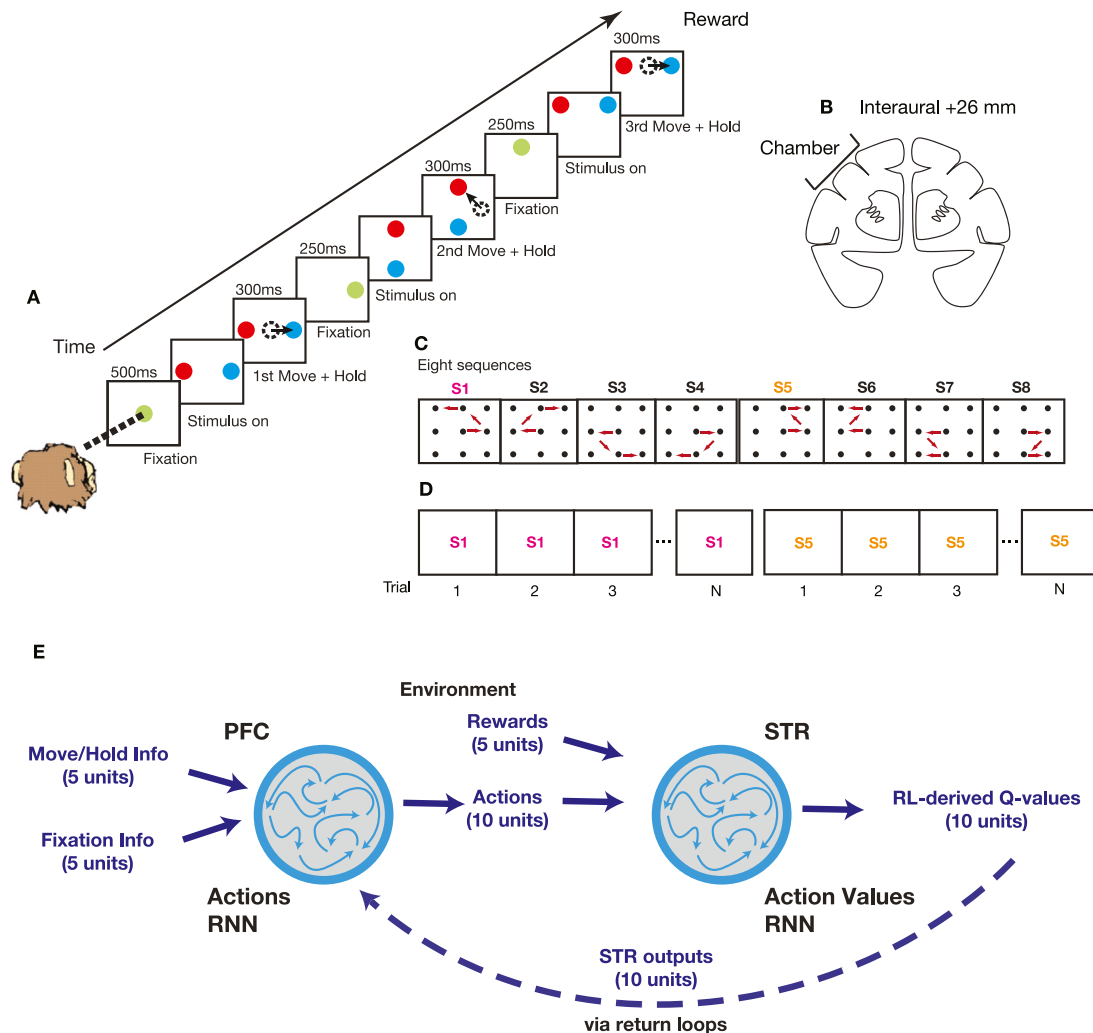 A
Time
Reward
500ms
Fixation
Stimulus on
300ms
1st Move + Hold
250ms
Fixation
Stimulus on
300ms
2nd Move + Hold
250ms
Fixation
Stimulus on
300ms
3rd Move + Hold
B Interaural +26 mm
Chamber
C
Eight sequences
S1 S2 S3 S4 S5 S6 S7 S8
D
S1 S1 S1 ... S1 S5 S5 S5 ... S5
Trial 1 2 3 N 1 2 3 N
E
Environment
PFC
Move/Hold Info
(5 units)
Fixation Info
(5 units)
Actions
RNN
Rewards
(5 units)
Actions
(10 units)
STR
Action Values
RNN
RL-derived Q-values
(10 units)
STR outputs
(10 units)
via return loops